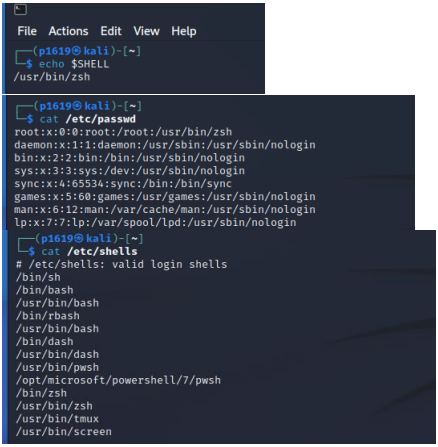 File Actions Edit View Help
┌──(p1619㉿kali)-[~]
└─$ echo $SHELL
/usr/bin/zsh
┌──(p1619㉿kali)-[~]
└─$ cat /etc/passwd
root:x:0:0:root:/root:/usr/bin/zsh
daemon:x:1:1:daemon:/usr/sbin:/usr/sbin/nologin
bin:x:2:2:bin:/bin:/usr/sbin/nologin
sys:x:3:3:sys:/dev:/usr/sbin/nologin
sync:x:4:65534:sync:/bin:/bin/sync
games:x:5:60:games:/usr/games:/usr/sbin/nologin
man:x:6:12:man:/var/cache/man:/usr/sbin/nologin
lp:x:7:7:lp:/var/spool/lpd:/usr/sbin/nologin
┌──(p1619㉿kali)-[~]
└─$ cat /etc/shells
# /etc/shells: valid login shells
/bin/sh
/bin/bash
/usr/bin/bash
/bin/rbash
/usr/bin/bash
/bin/dash
/usr/bin/dash
/usr/bin/pwsh
/opt/microsoft/powershell/7/pwsh
/bin/zsh
/usr/bin/zsh
/usr/bin/tmux
/usr/bin/screen